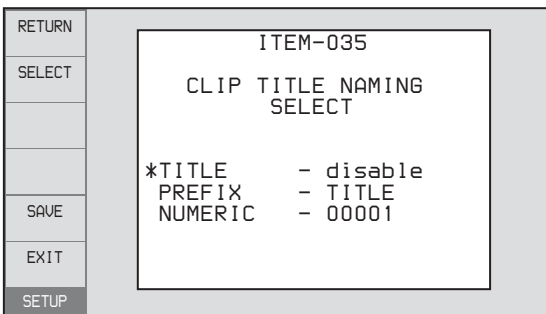 RETURN
SELECT
SAVE
EXIT
SETUP
ITEM-035
CLIP TITLE NAMING
SELECT
*TITLE - disable
PREFIX - TITLE
NUMERIC - 00001